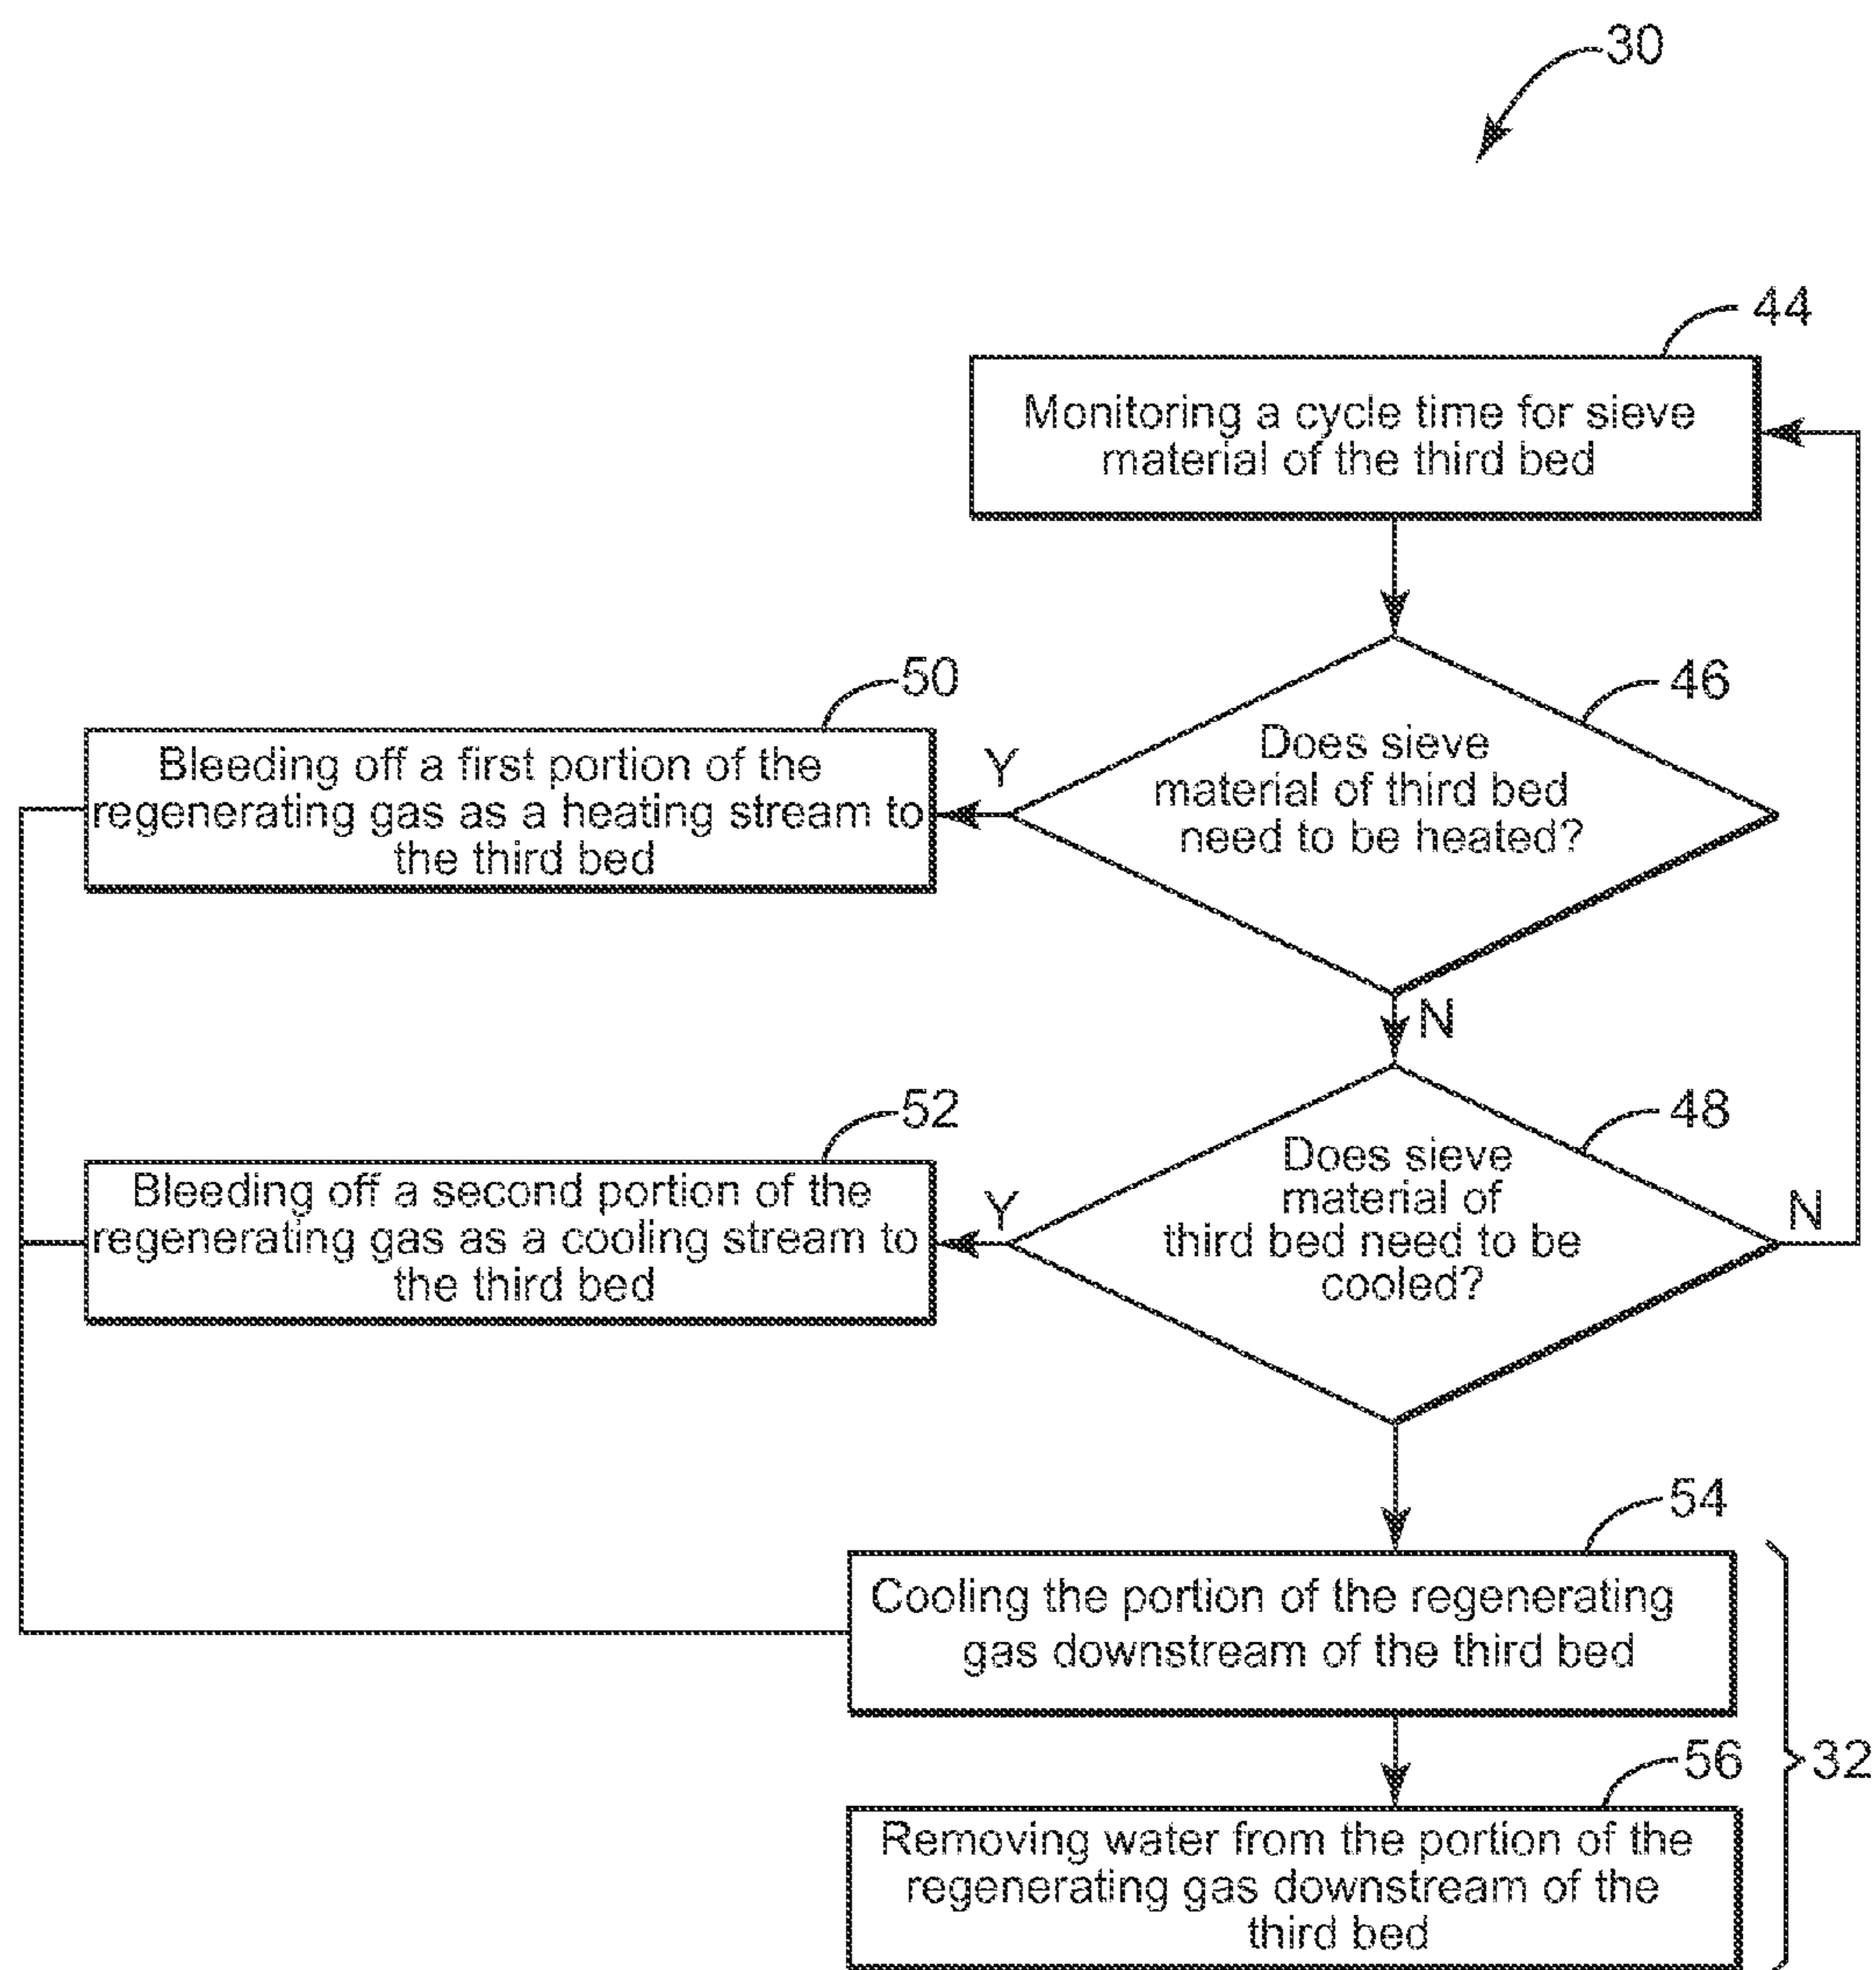 30
44
Monitoring a cycle time for sieve
material of the third bed
46
Does sieve
material of third bed
need to be heated?
Y
50
Bleeding off a first portion of the
regenerating gas as a heating stream to
the third bed
N
48
Does sieve
material of
third bed need to be
cooled?
Y
N
52
Bleeding off a second portion of the
regenerating gas as a cooling stream to
the third bed
54
Cooling the portion of the regenerating
gas downstream of the third bed
32
56
Removing water from the portion of the
regenerating gas downstream of the
third bed